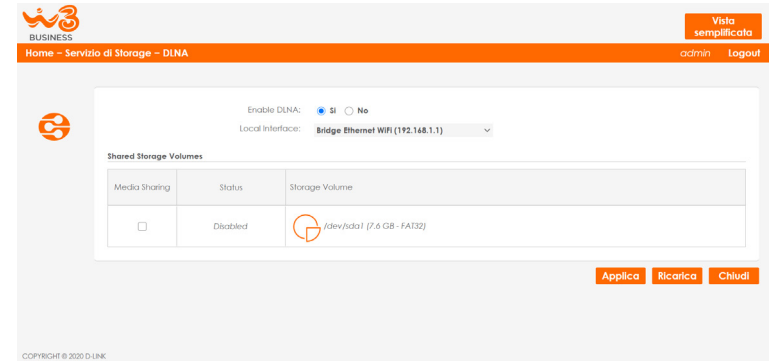 W3
BUSINESS
Vista
semplificata
Home – Servizio di Storage – DLNA
admin Logout
Enable DLNA: Si No
Local Interface: Bridge Ethernet WiFi (192.168.1.1)
Shared Storage Volumes
Media Sharing Status Storage Volume
Disabled /dev/sda1 (7.6 GB - FAT32)
Applica Ricarica Chiudi
COPYRIGHT © 2020 D-LINK